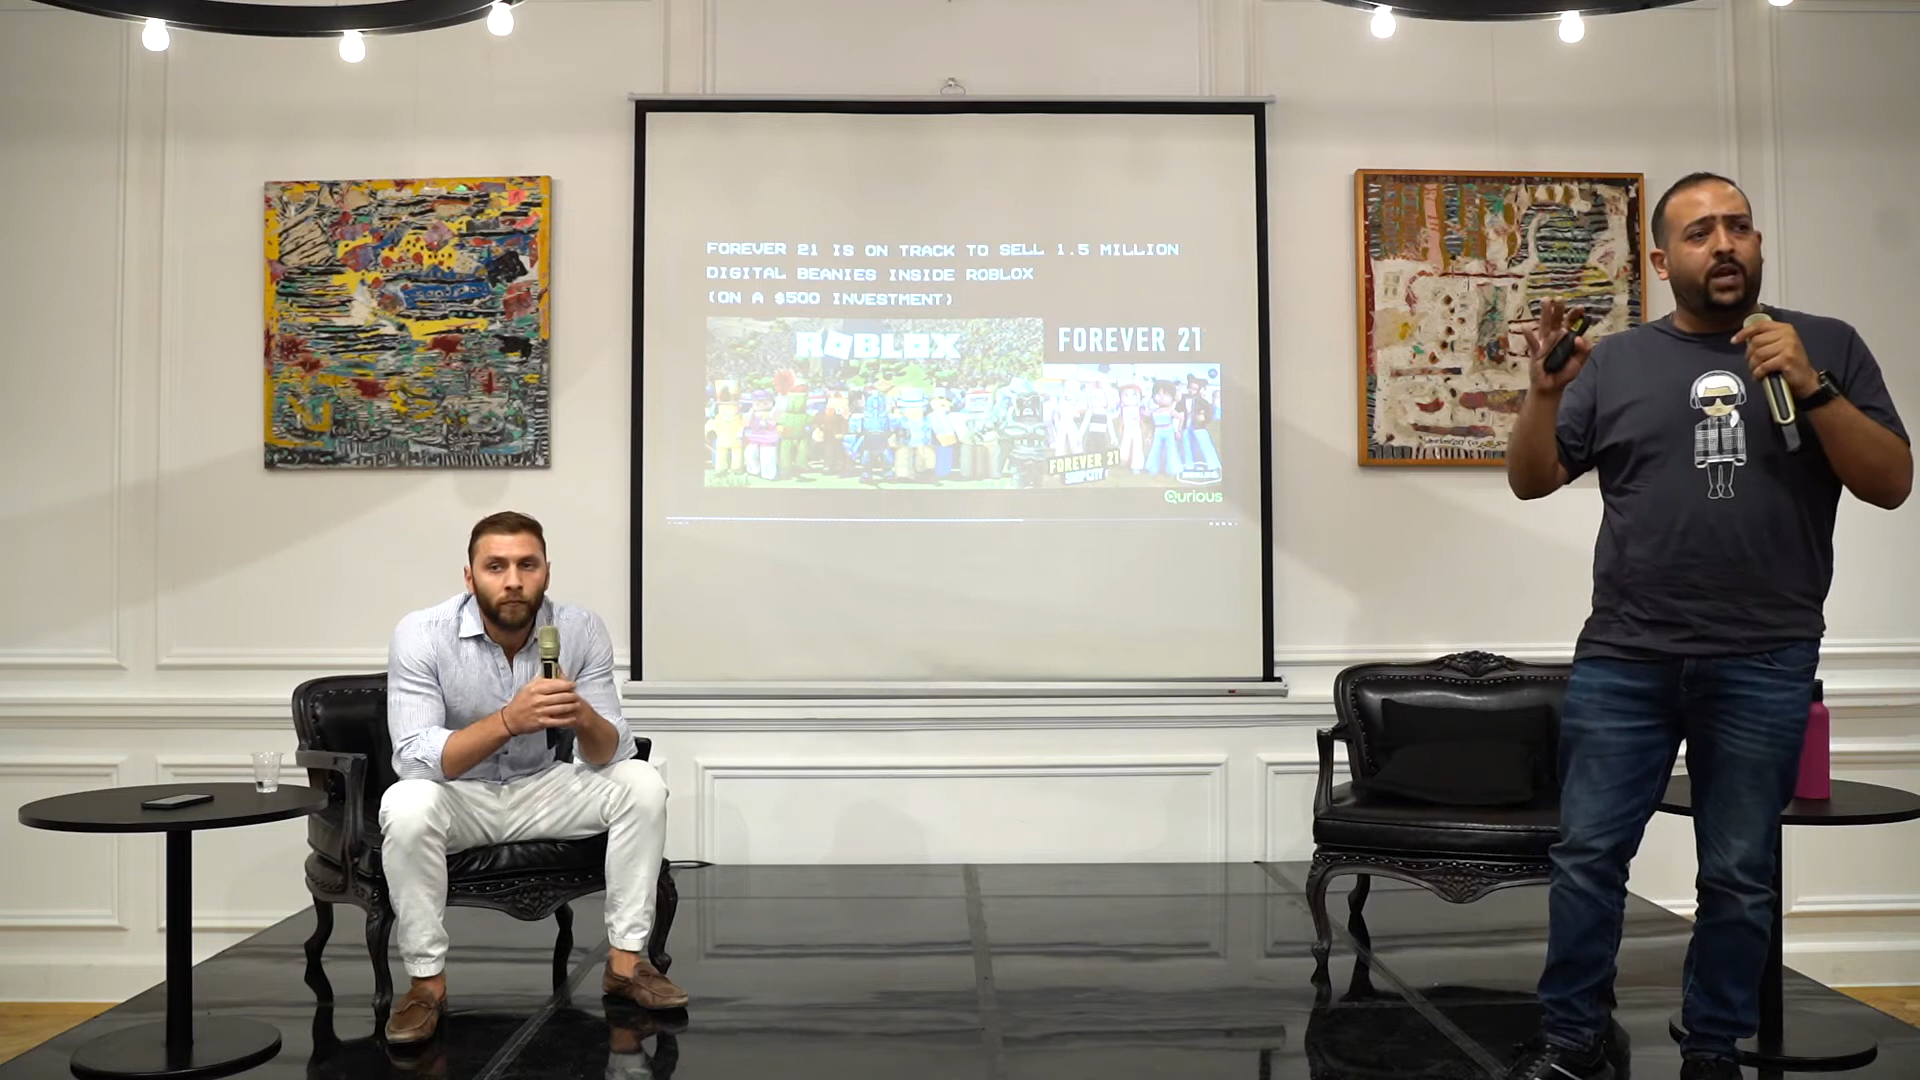 FOREVER 21 IS ON TRACK TO SELL 1.5 MILLION
DIGITAL BEANIES INSIDE ROBLOX
(ON A $500 INVESTMENT)
ROBLOX
FOREVER 21
FOREVER 21
Qurious